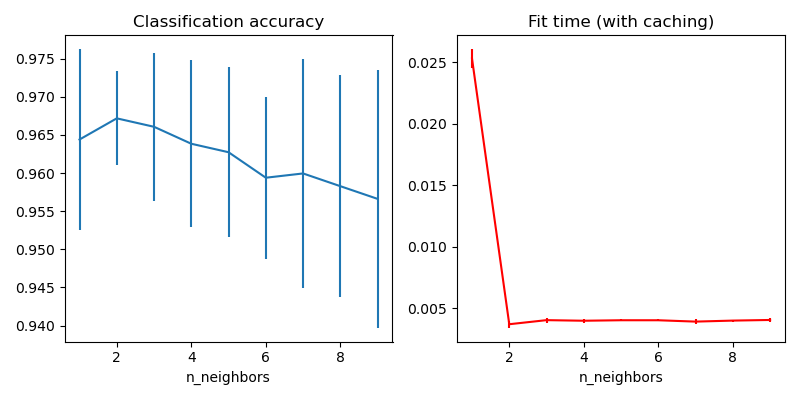 Classification accuracy
0.975
0.970
0.965
0.960
0.955
0.950
0.945
0.940
2 4 6 8
n_neighbors
Fit time (with caching)
0.025
0.020
0.015
0.010
0.005
2 4 6 8
n_neighbors